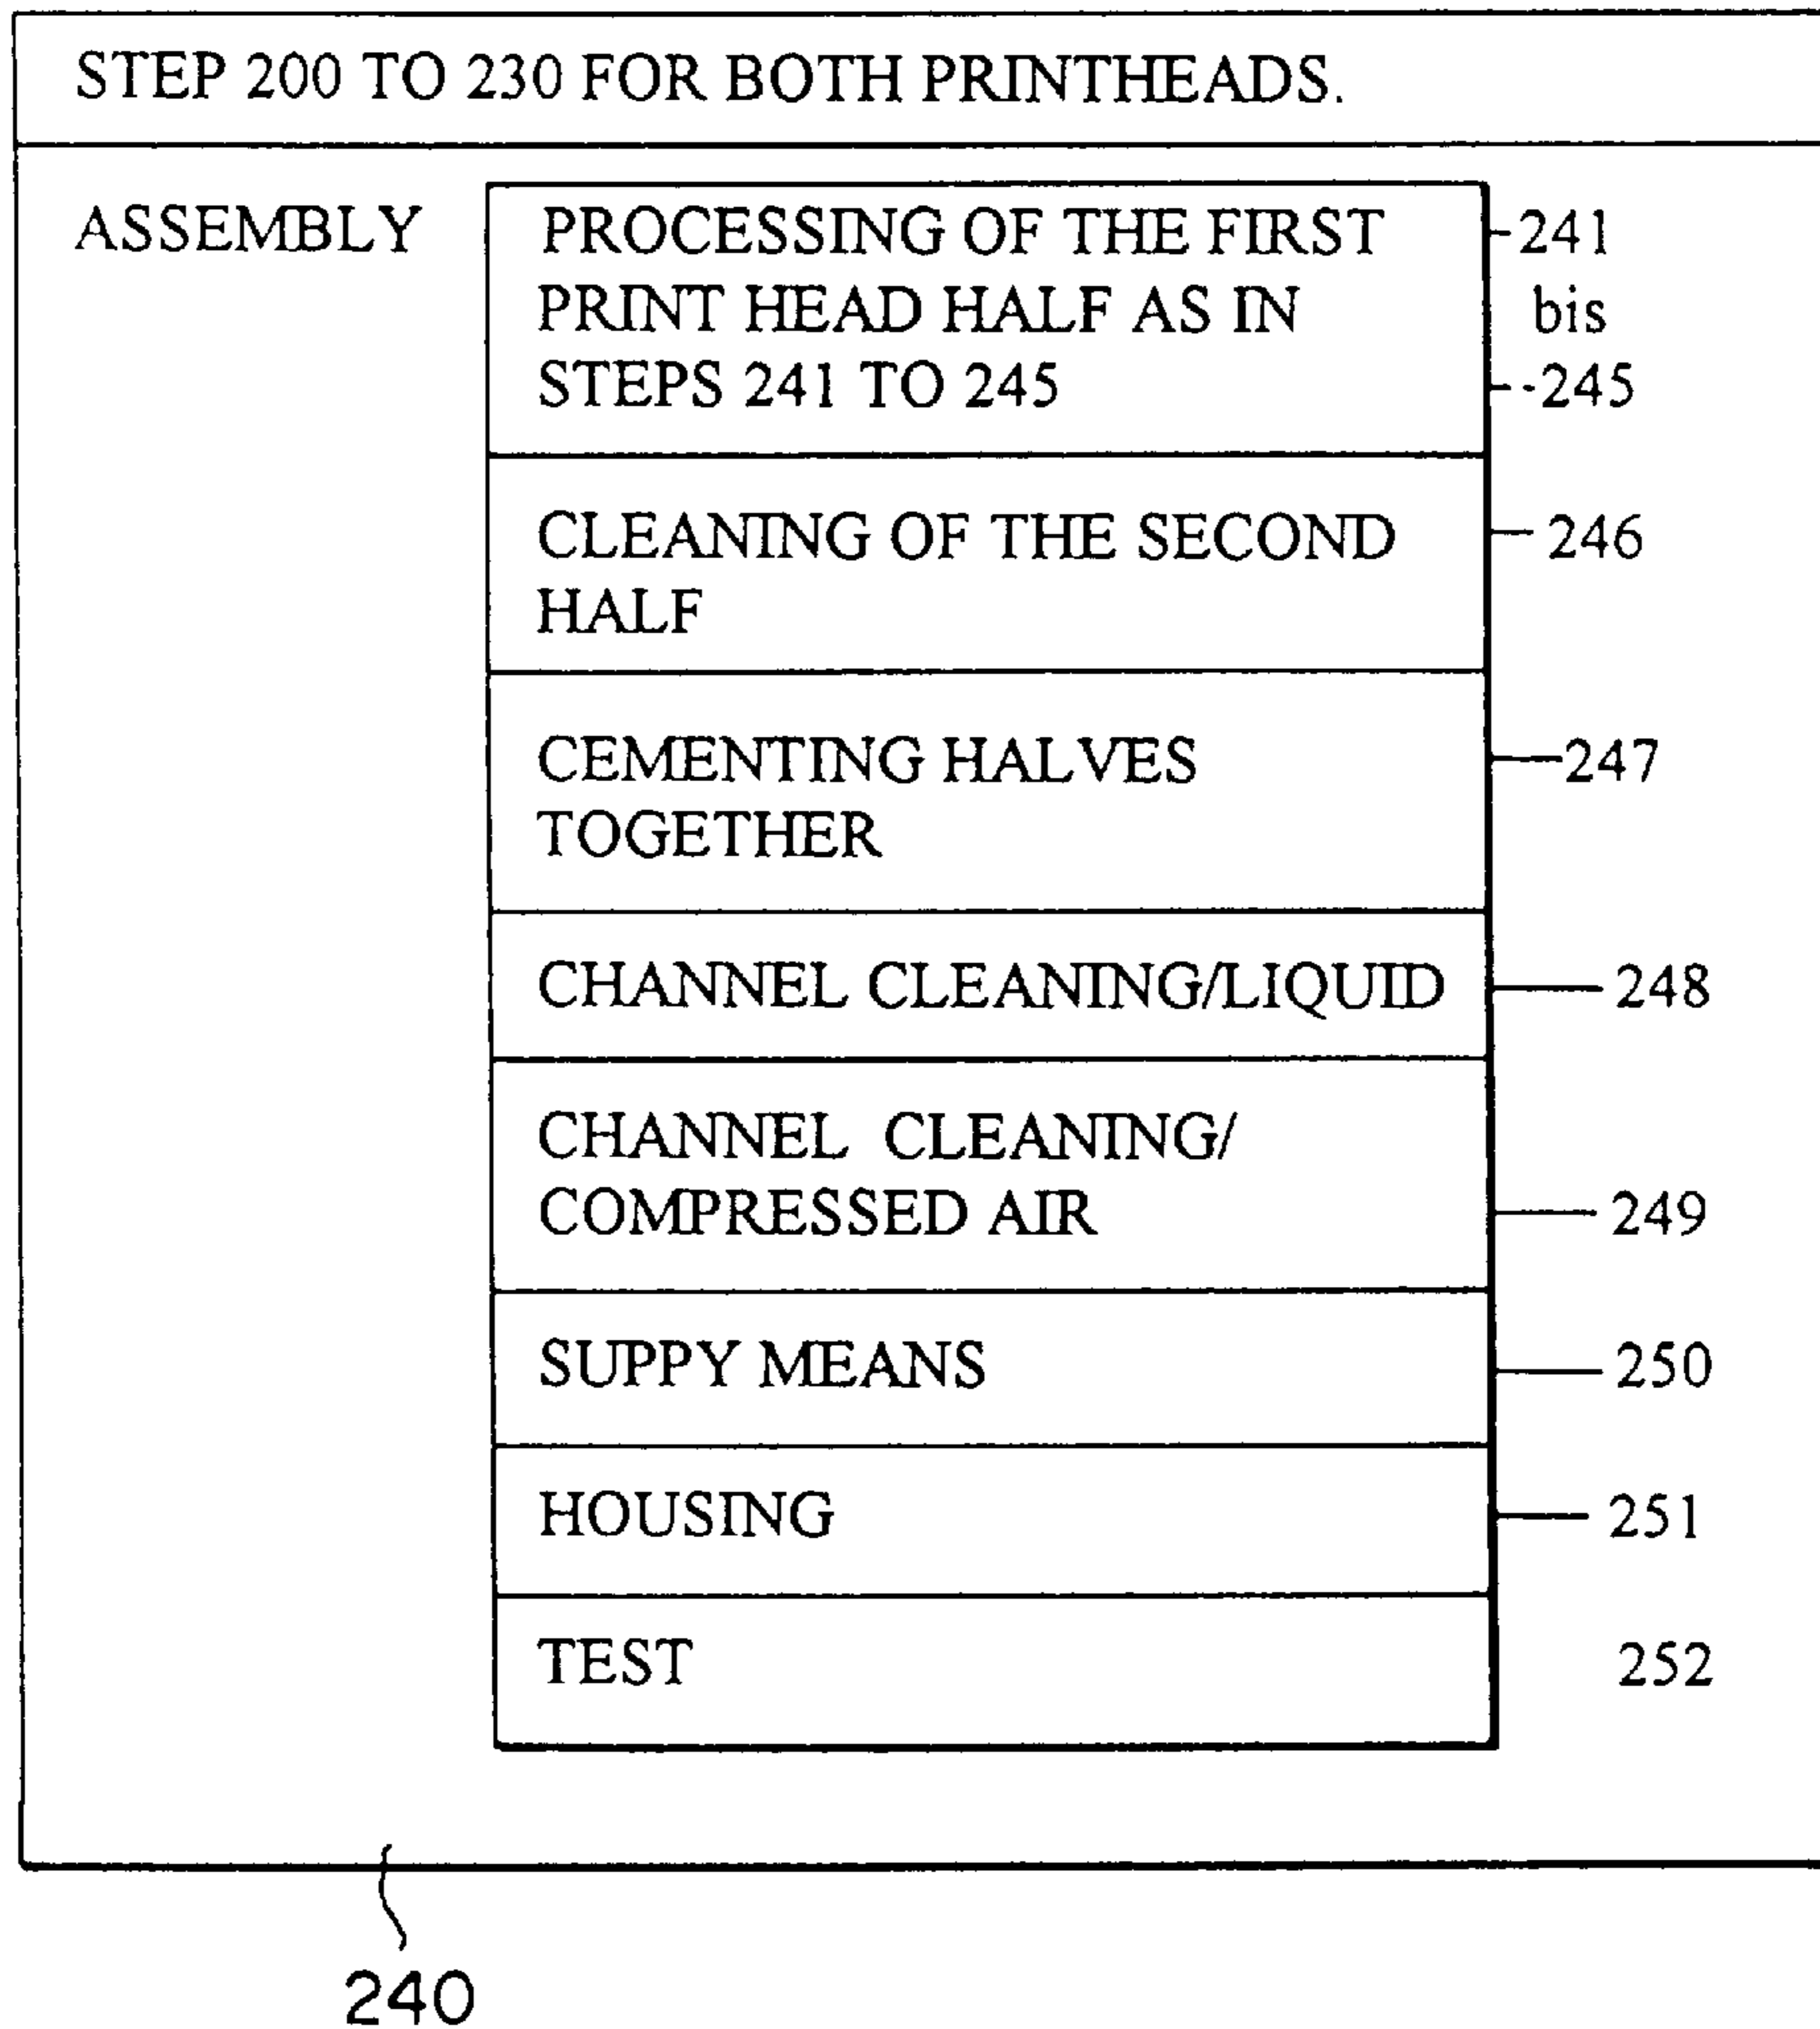 STEP 200 TO 230 FOR BOTH PRINTHEADS.
ASSEMBLY
PROCESSING OF THE FIRST
PRINT HEAD HALF AS IN
STEPS 241 TO 245
241
bis
245
CLEANING OF THE SECOND
HALF
246
CEMENTING HALVES
TOGETHER
247
CHANNEL CLEANING/LIQUID
248
CHANNEL CLEANING/
COMPRESSED AIR
249
SUPPY MEANS
250
HOUSING
251
TEST
252
240